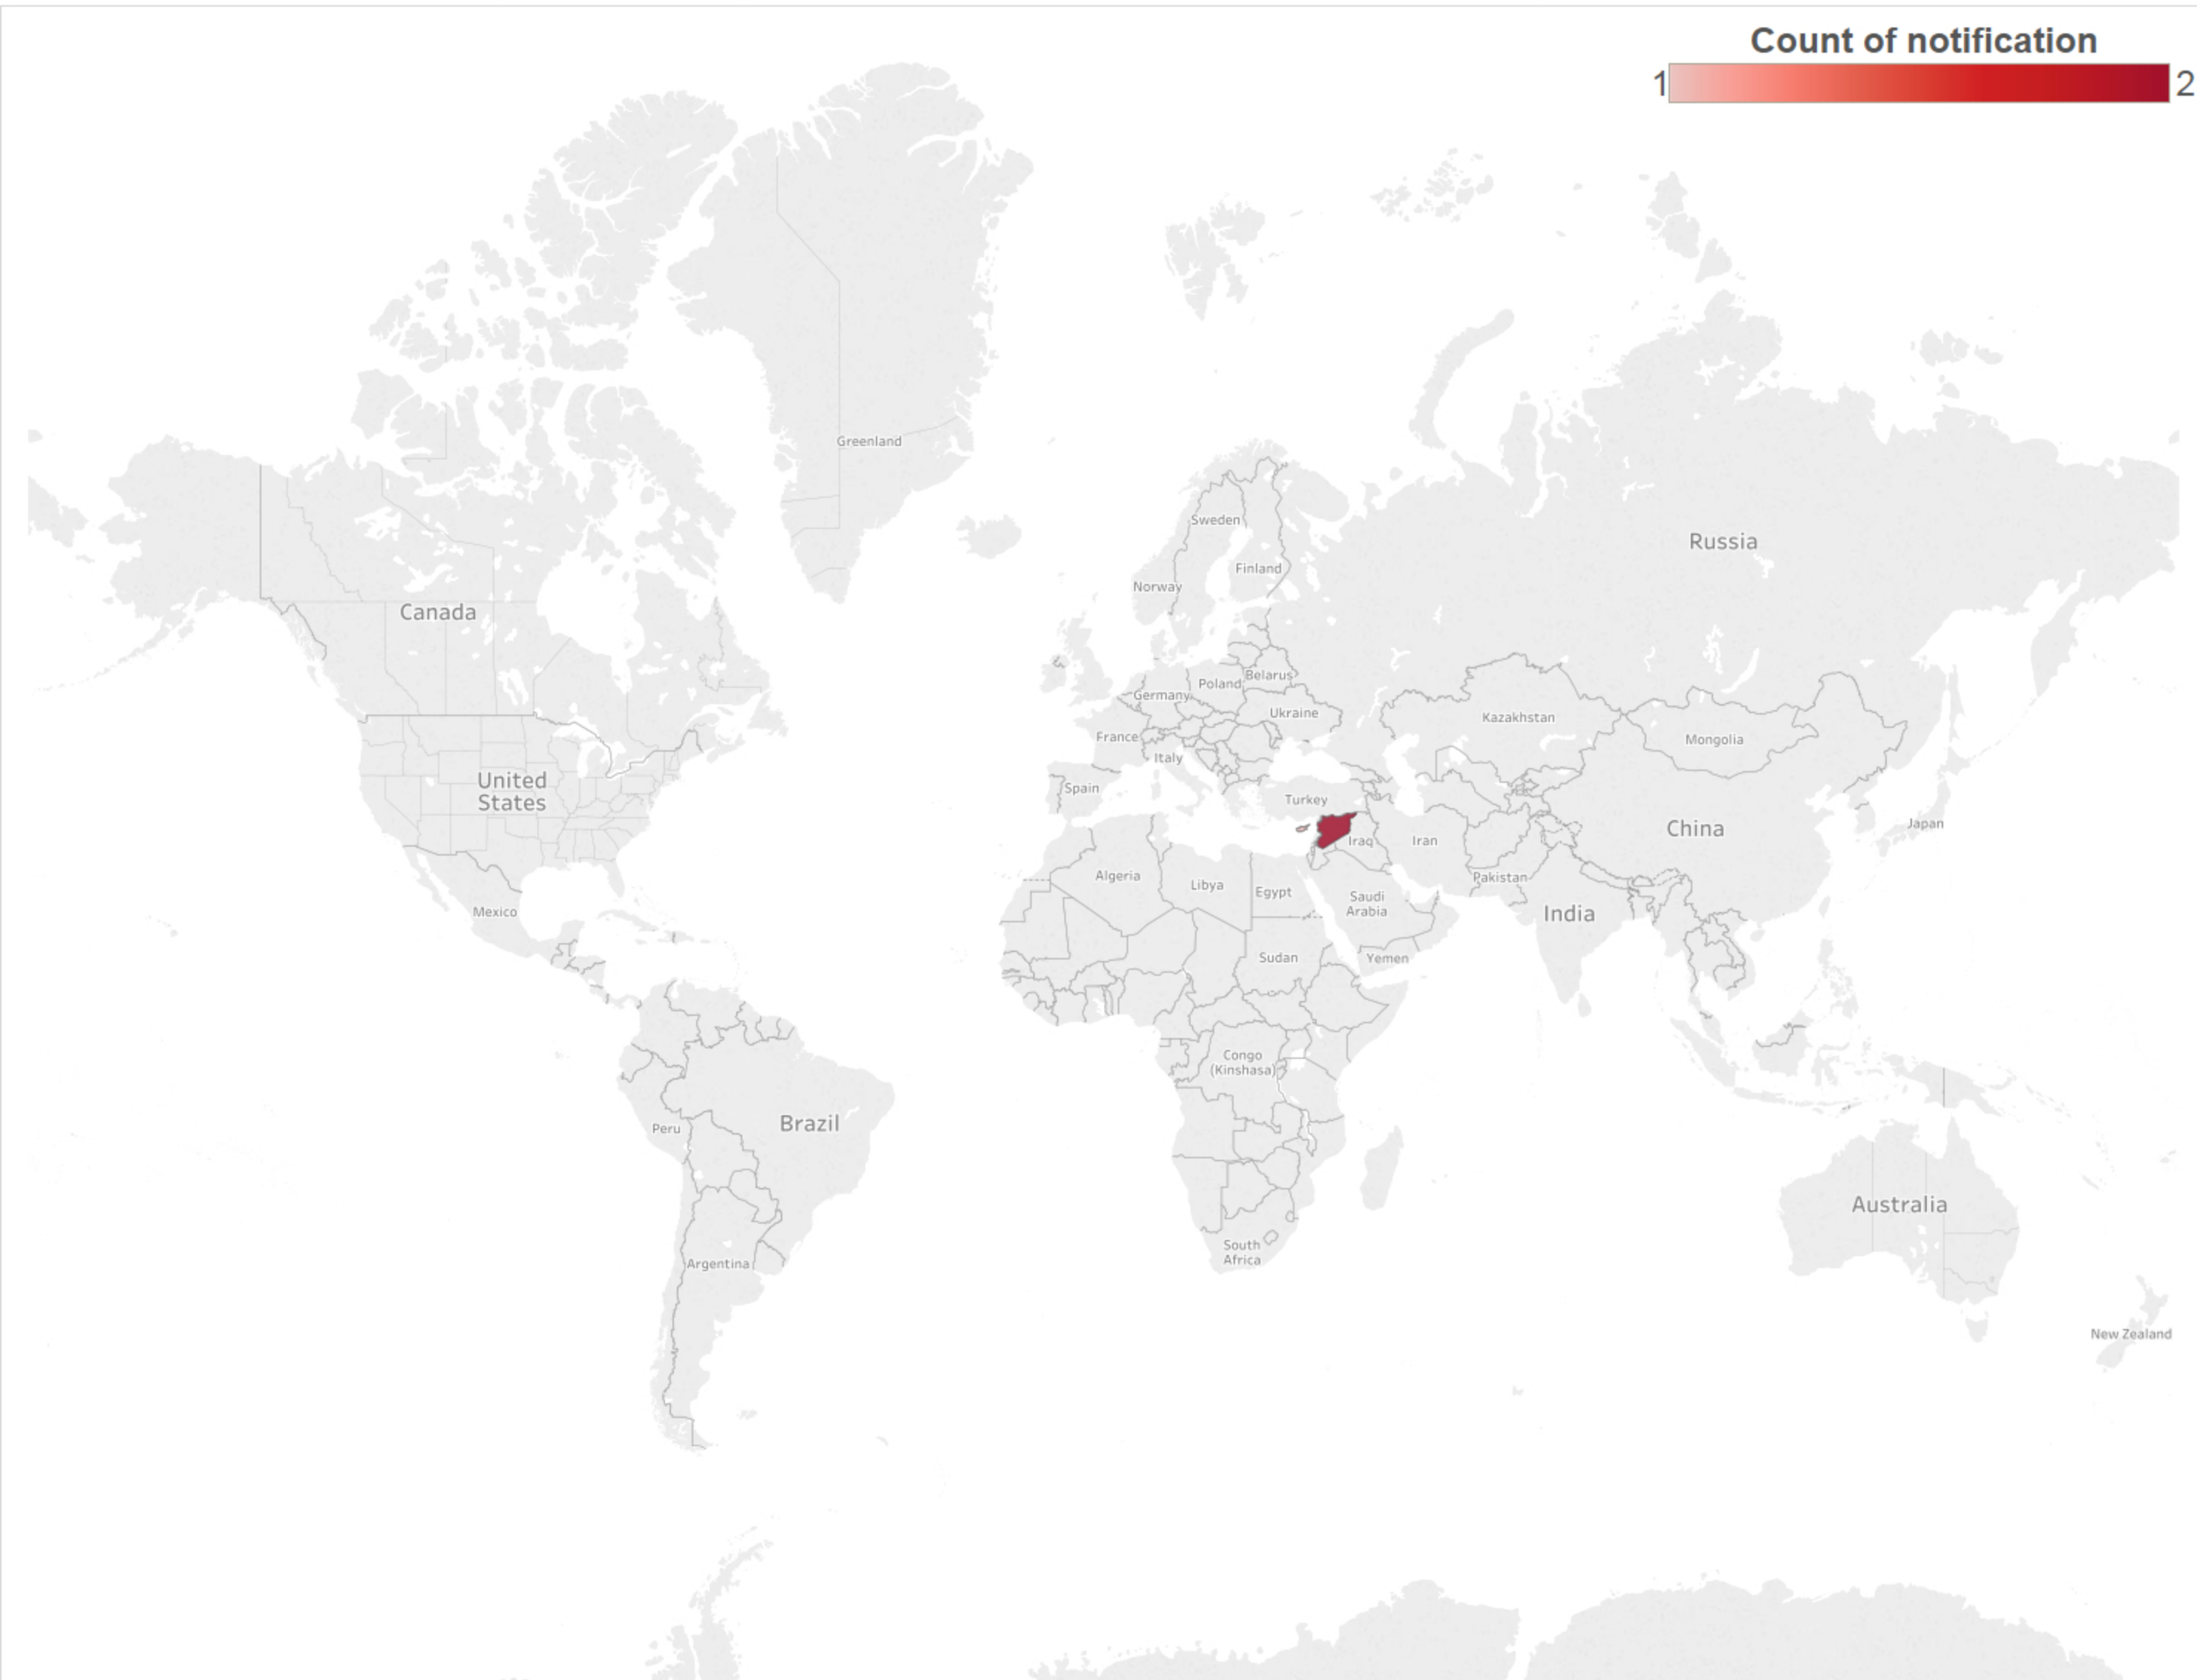 Count of notification
1
2
Greenland
Sweden
Russia
Finland
Norway
Canada
Belarus
Poland
Germany
Ukraine
Kazakhstan
France
Mongolia
Italy
United
States
Spain
Turkey
China
Japan
Iraq
Iran
Algeria
Pakistan
Libya
Egypt
Saudi
Arabia
India
Mexico
Sudan
Yemen
Congo
(Kinshasa)
Brazil
Peru
Australia
South
Africa
Argentina
New Zealand